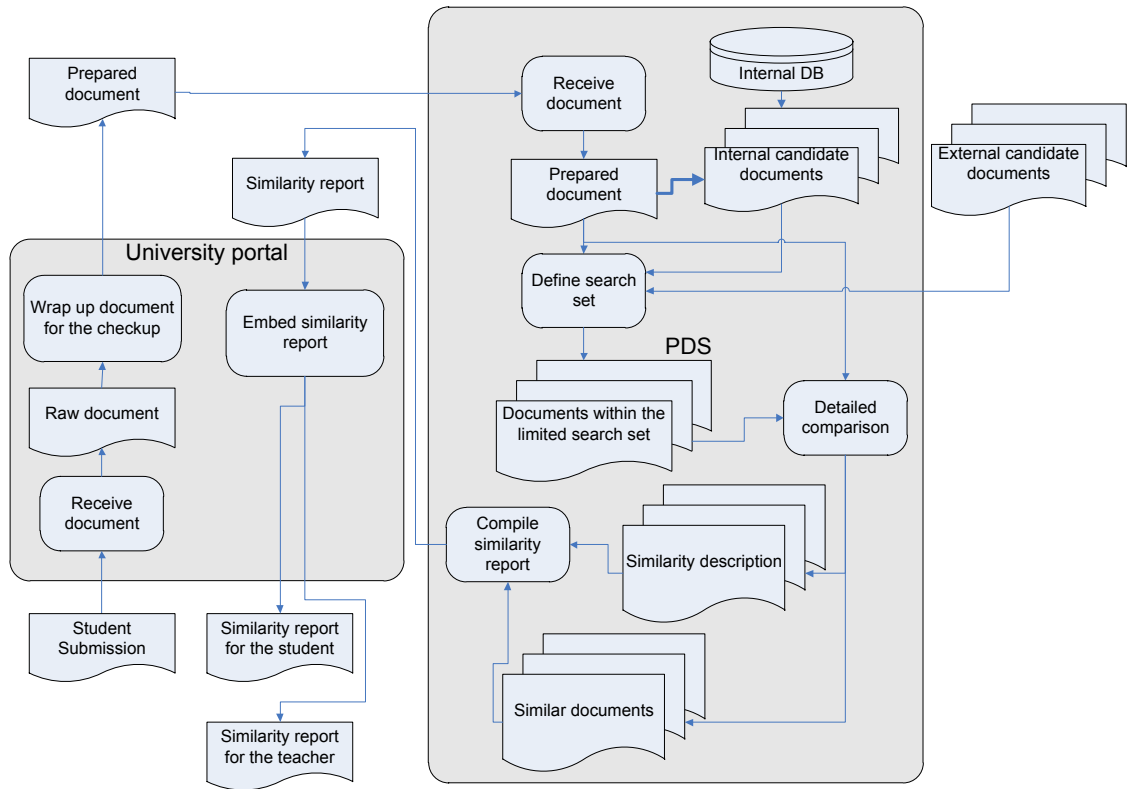 Prepared
document
Receive
document
Internal DB
Similarity report
Prepared
document
Internal candidate
documents
External candidate
documents
University portal
Wrap up document
for the checkup
Embed similarity
report
Define search
set
PDS
Raw document
Documents within the
limited search set
Detailed
comparison
Receive
document
Compile
similarity
report
Similarity description
Student
Submission
Similarity report
for the student
Similar documents
Similarity report
for the teacher